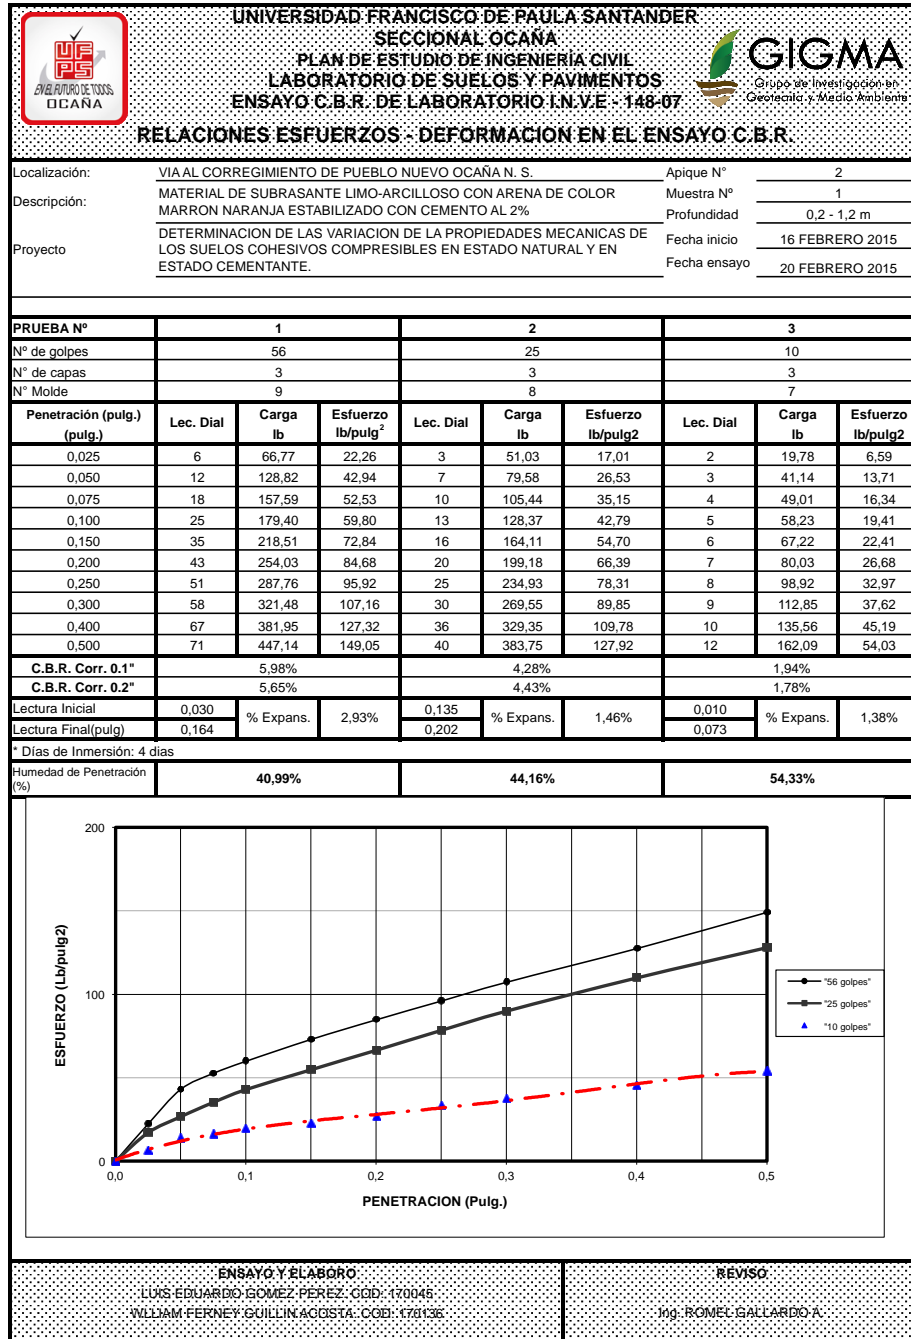 UFPS
EN EL FUTURO DE TODOS
OCAÑA
UNIVERSIDAD FRANCISCO DE PAULA SANTANDER
SECCIONAL OCAÑA
PLAN DE ESTUDIO DE INGENIERÍA CIVIL
LABORATORIO DE SUELOS Y PAVIMENTOS
ENSAYO C.B.R. DE LABORATORIO I.N.V.E - 148-07
GIGMA
Grupo de Investigación en
Geotecnia y Medio Ambiente
RELACIONES ESFUERZOS - DEFORMACION EN EL ENSAYO C.B.R.
Localización: VIA AL CORREGIMIENTO DE PUEBLO NUEVO OCAÑA N. S. Apique N° 2
Descripción: MATERIAL DE SUBRASANTE LIMO-ARCILLOSO CON ARENA DE COLOR Muestra Nº 1
MARRON NARANJA ESTABILIZADO CON CEMENTO AL 2% Profundidad 0,2 - 1,2 m
Proyecto DETERMINACION DE LAS VARIACION DE LA PROPIEDADES MECANICAS DE Fecha inicio 16 FEBRERO 2015
LOS SUELOS COHESIVOS COMPRESIBLES EN ESTADO NATURAL Y EN
ESTADO CEMENTANTE. Fecha ensayo 20 FEBRERO 2015
PRUEBA Nº 1 2 3
Nº de golpes 56 25 10
N° de capas 3 3 3
N° Molde 9 8 7
Penetración (pulg.) Lec. Dial Carga Esfuerzo Lec. Dial Carga Esfuerzo Lec. Dial Carga Esfuerzo
(pulg.) lb lb/pulg2 lb lb/pulg2 lb lb/pulg2
0,025 6 66,77 22,26 3 51,03 17,01 2 19,78 6,59
0,050 12 128,82 42,94 7 79,58 26,53 3 41,14 13,71
0,075 18 157,59 52,53 10 105,44 35,15 4 49,01 16,34
0,100 25 179,40 59,80 13 128,37 42,79 5 58,23 19,41
0,150 35 218,51 72,84 16 164,11 54,70 6 67,22 22,41
0,200 43 254,03 84,68 20 199,18 66,39 7 80,03 26,68
0,250 51 287,76 95,92 25 234,93 78,31 8 98,92 32,97
0,300 58 321,48 107,16 30 269,55 89,85 9 112,85 37,62
0,400 67 381,95 127,32 36 329,35 109,78 10 135,56 45,19
0,500 71 447,14 149,05 40 383,75 127,92 12 162,09 54,03
C.B.R. Corr. 0.1" 5,98% 4,28% 1,94%
C.B.R. Corr. 0.2" 5,65% 4,43% 1,78%
Lectura Inicial 0,030 % Expans. 2,93% 0,135 % Expans. 1,46% 0,010 % Expans. 1,38%
Lectura Final(pulg) 0,164 0,202 0,073
* Días de Inmersión: 4 dias
Humedad de Penetración
(%) 40,99% 44,16% 54,33%
200
100
0
ESFUERZO (Lb/pulg2)
0,0 0,1 0,2 0,3 0,4 0,5
PENETRACION (Pulg.)
"56 golpes"
"25 golpes"
"10 golpes"
ENSAYO Y ELABORO REVISO
LUIS EDUARDO GOMEZ PEREZ. COD: 170045
WLLIAM FERNEY GUILLIN ACOSTA. COD: 170136 Ing. ROMEL GALLARDO A.